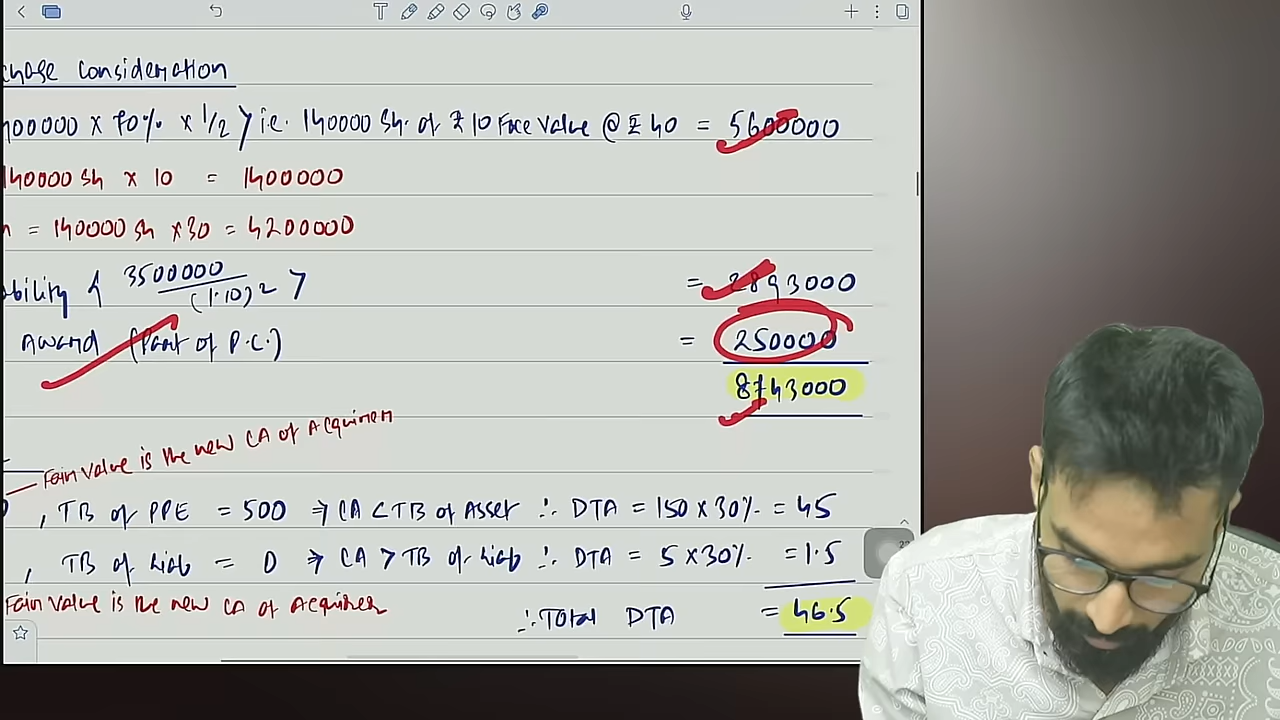 chase Consideration
400000 x 70% x 1/2 > i.e. 140000 Sh. of ₹10 Face Value @ ₹ 40 = 5600000
140000 Sh x 10 = 1400000
m = 140000 Sh x 30 = 4200000
bility < 3500000 / (1.10)2 > = 2893000
Award (Part of P.C.) = 250000
8743000
Fair Value is the new CA of Acquirer
, TB of PPE = 500 ⇒ CA < TB of Asset ∴ DTA = 150 x 30% = 45
, TB of Liab = 0 ⇒ CA > TB of Liab ∴ DTA = 5 x 30% = 1.5
Fair Value is the new CA of Acquirer
∴ Total DTA = 46.5